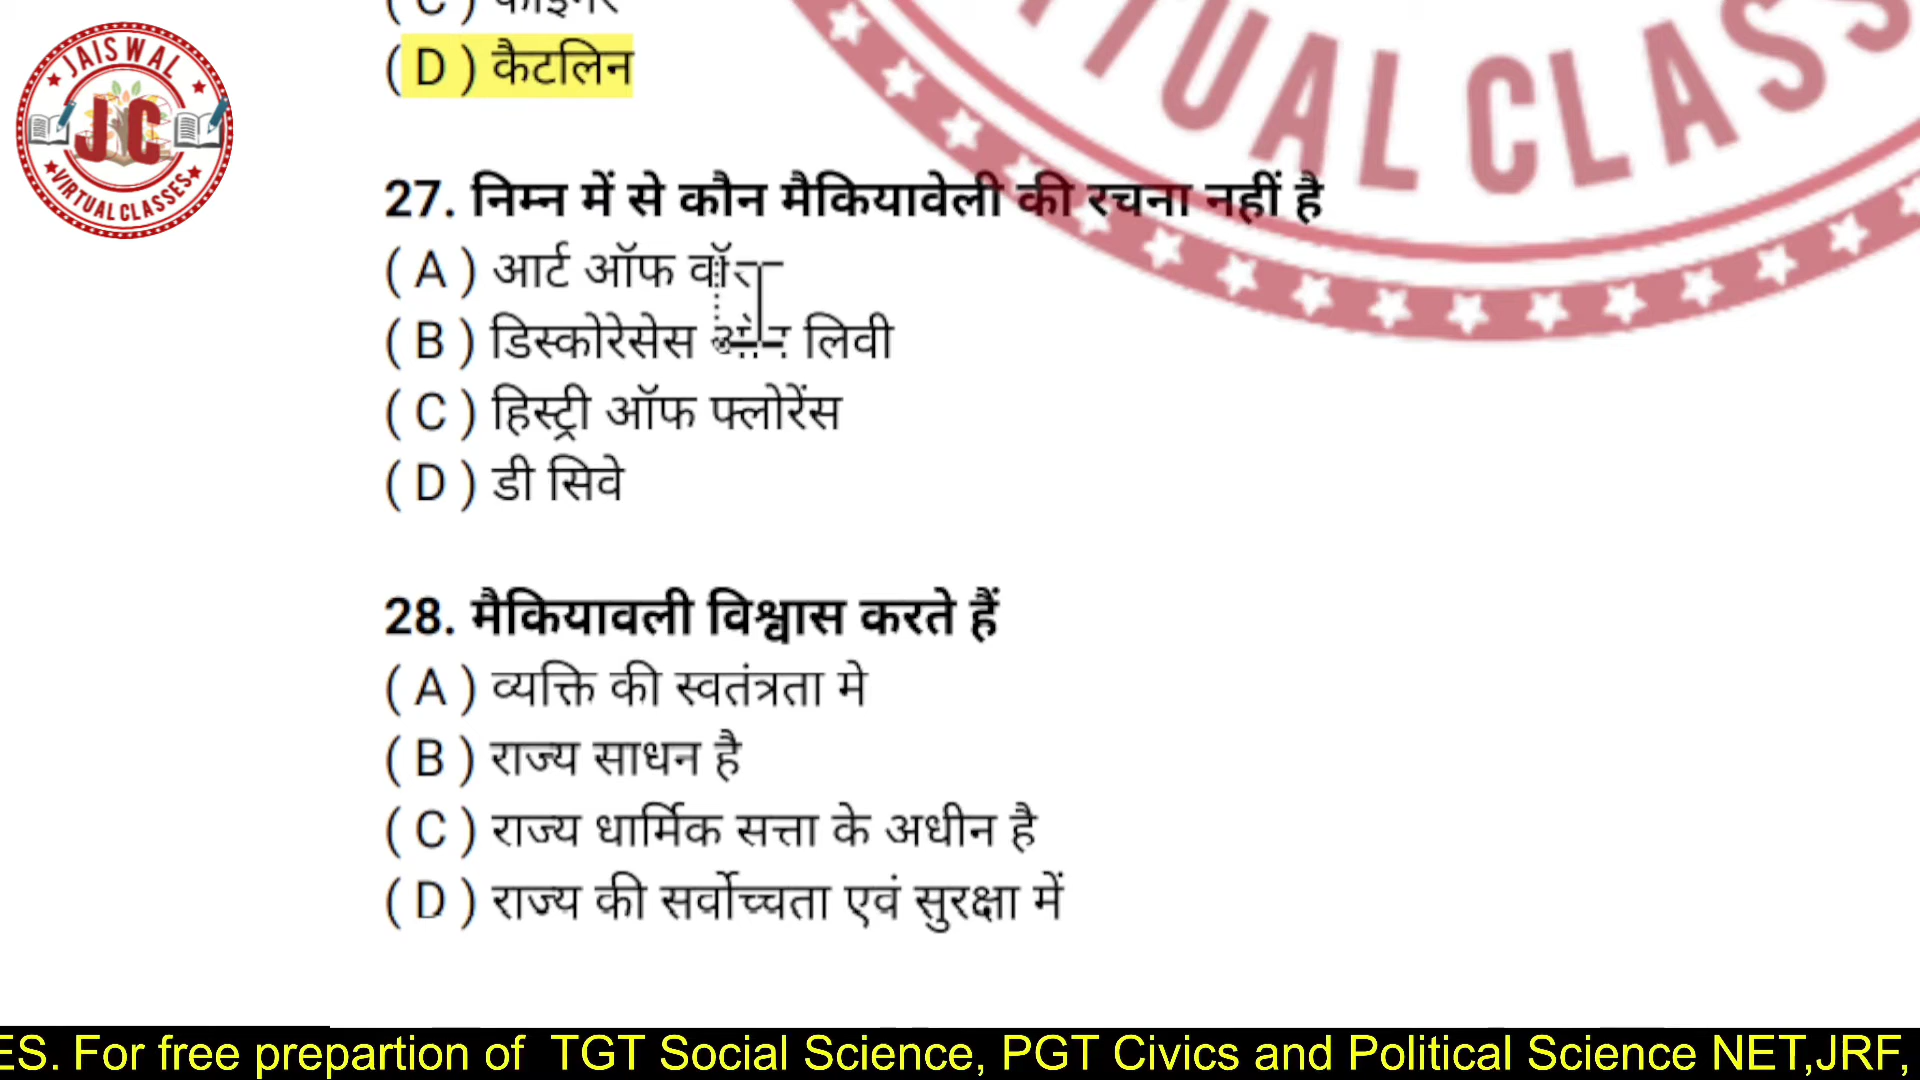 ( D ) कैटलिन
JAISWAL
JC
VIRTUAL CLASSES
TUAL CLASS
27. निम्न में से कौन मैकियावेली की रचना नहीं है
( A ) आर्ट ऑफ वॉर
( B ) डिस्कोरेसेस ऑन लिवी
( C ) हिस्ट्री ऑफ फ्लोरेंस
( D ) डी सिवे
28. मैकियावली विश्वास करते हैं
( A ) व्यक्ति की स्वतंत्रता मे
( B ) राज्य साधन है
( C ) राज्य धार्मिक सत्ता के अधीन है
( D ) राज्य की सर्वोच्चता एवं सुरक्षा में
ES. For free prepartion of TGT Social Science, PGT Civics and Political Science NET,JRF,